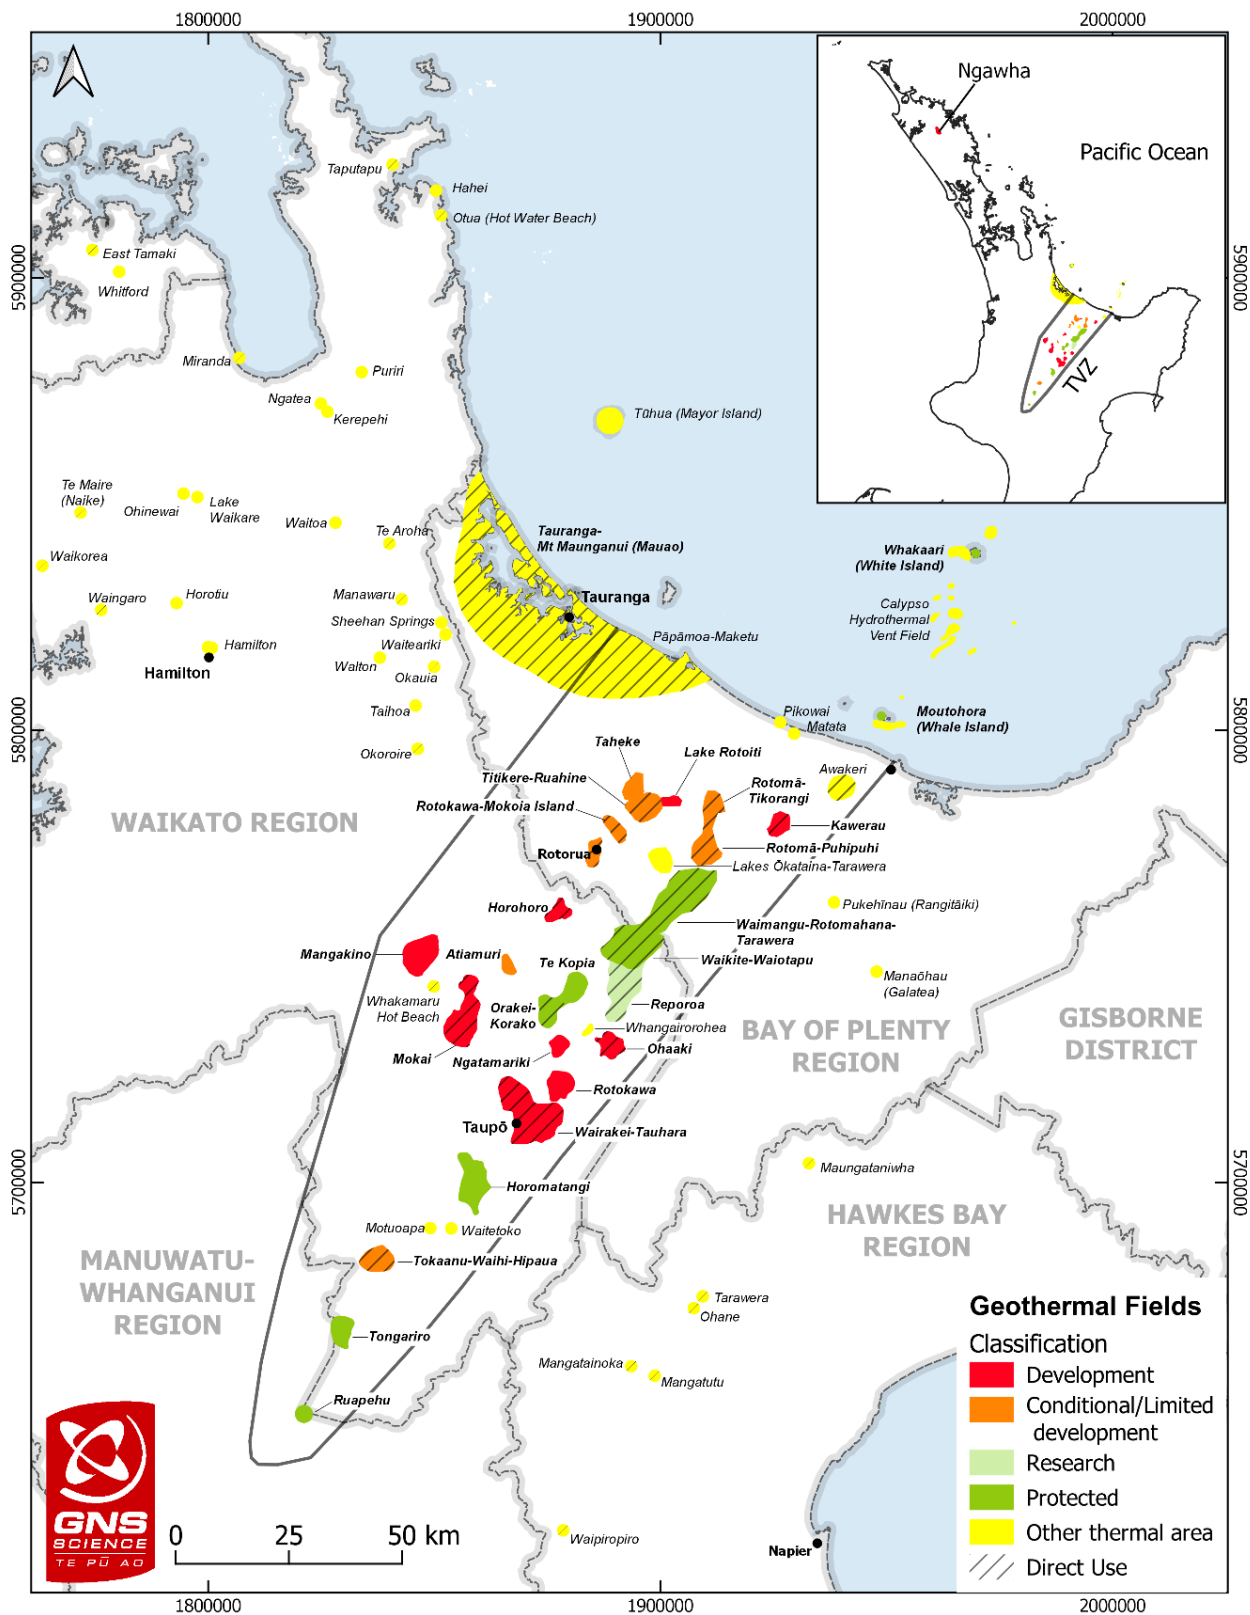 1800000
1900000
2000000
Ngawha
Pacific Ocean
TVZ
Taputapu
Hahei
Otua (Hot Water Beach)
East Tamaki
Whitford
5900000
5900000
Miranda
Puriri
Ngatea
Kerepehi
Tūhua (Mayor Island)
Te Maire
(Naike)
Ohinewai
Lake
Waikare
Waitoa
Te Aroha
Tauranga-
Mt Maunganui (Mauao)
Whakaari
(White Island)
Waikorea
Waingaro
Horotiu
Manawaru
Tauranga
Calypso
Hydrothermal
Vent Field
Sheehan Springs
Waiteariki
Pāpāmoa-Maketu
Hamilton
Hamilton
Walton
Okauia
Taihoa
Pikowai
Matata
Moutohora
(Whale Island)
5800000
5800000
Okoroire
Taheke
Lake Rotoiti
Awakeri
Titikere-Ruahine
Rotomā-
Tikorangi
Rotokawa-Mokoia Island
Kawerau
WAIKATO REGION
Rotorua
Rotomā-Puhipuhi
Lakes Ōkataina-Tarawera
Horohoro
Pukehīnau (Rangitāiki)
Waimangu-Rotomahana-
Tarawera
Mangakino
Atiamuri
Te Kopia
Waikite-Waiotapu
Manaōhau
(Galatea)
Whakamaru
Hot Beach
Orakei-
Korako
Reporoa
Whangairorohea
BAY OF PLENTY
REGION
GISBORNE
DISTRICT
Mokai
Ngatamariki
Ohaaki
Rotokawa
Taupō
Wairakei-Tauhara
Maungataniwha
5700000
5700000
Horomatangi
Motuoapa
Waitetoko
HAWKES BAY
REGION
MANUWATU-
WHANGANUI
REGION
Tokaanu-Waihi-Hipaua
Tarawera
Ohane
Tongariro
Mangatainoka
Mangatutu
Ruapehu
Geothermal Fields
Classification
Development
Conditional/Limited
development
Research
Protected
Other thermal area
Direct Use
GNS
SCIENCE
TE PŪ AO
0
25
50 km
Waipiropiro
Napier
1800000
1900000
2000000